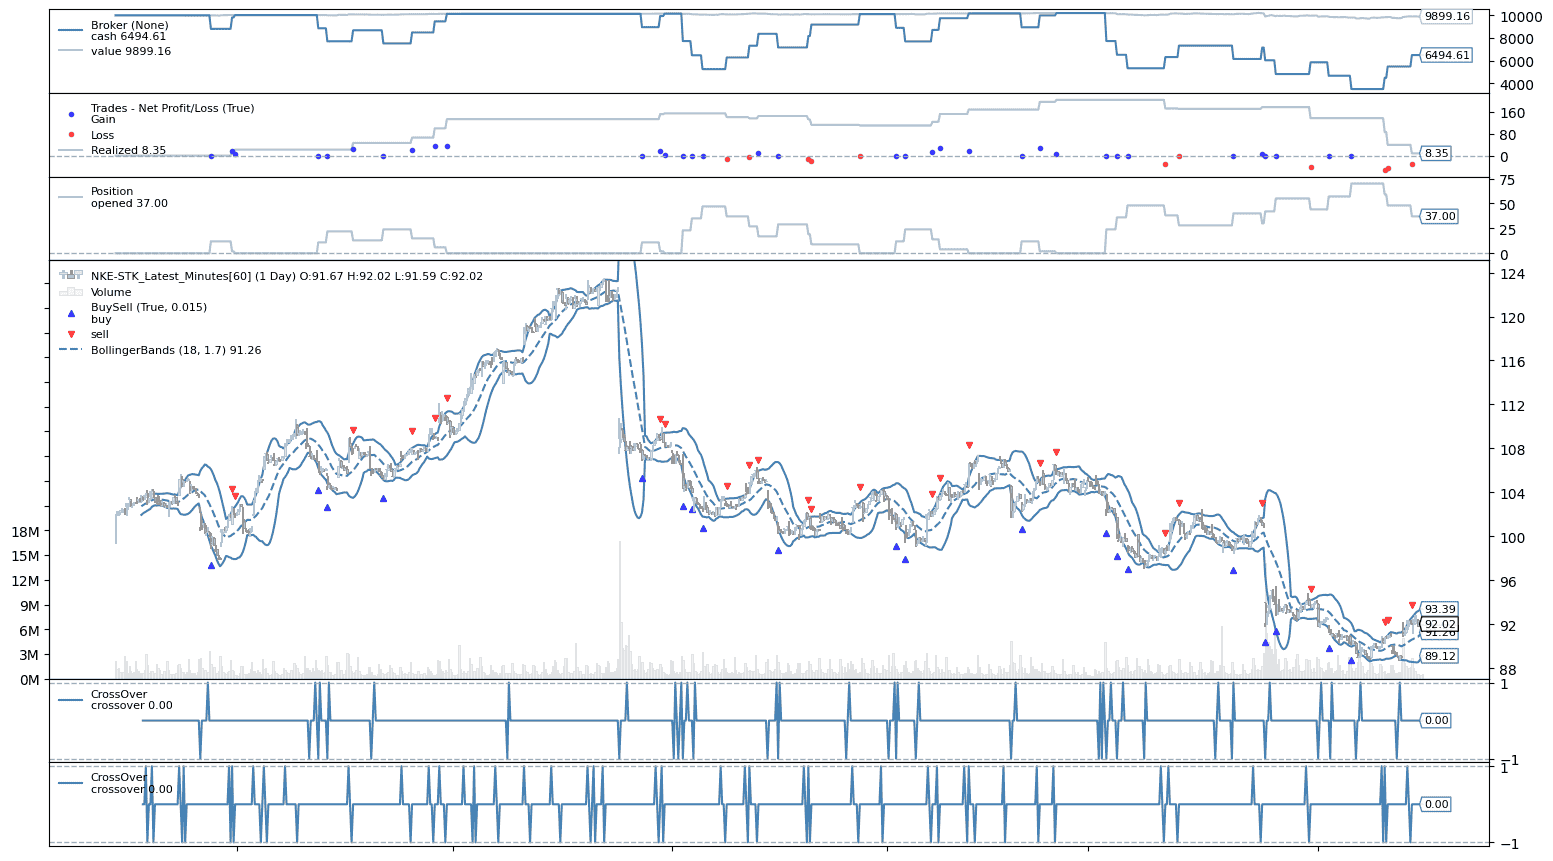 Broker (None)
cash 6494.61
value 9899.16
9899.16
6494.61
10000
8000
6000
4000
Trades - Net Profit/Loss (True)
Gain
Loss
Realized 8.35
8.35
160
80
0
Position
opened 37.00
37.00
75
50
25
0
NKE-STK_Latest_Minutes[60] (1 Day) O:91.67 H:92.02 L:91.59 C:92.02
Volume
BuySell (True, 0.015)
buy
sell
BollingerBands (18, 1.7) 91.26
18M
15M
12M
9M
6M
3M
0M
124
120
116
112
108
104
100
96
92
88
93.39
92.02
91.26
89.12
CrossOver
crossover 0.00
0.00
1
−1
CrossOver
crossover 0.00
0.00
1
−1